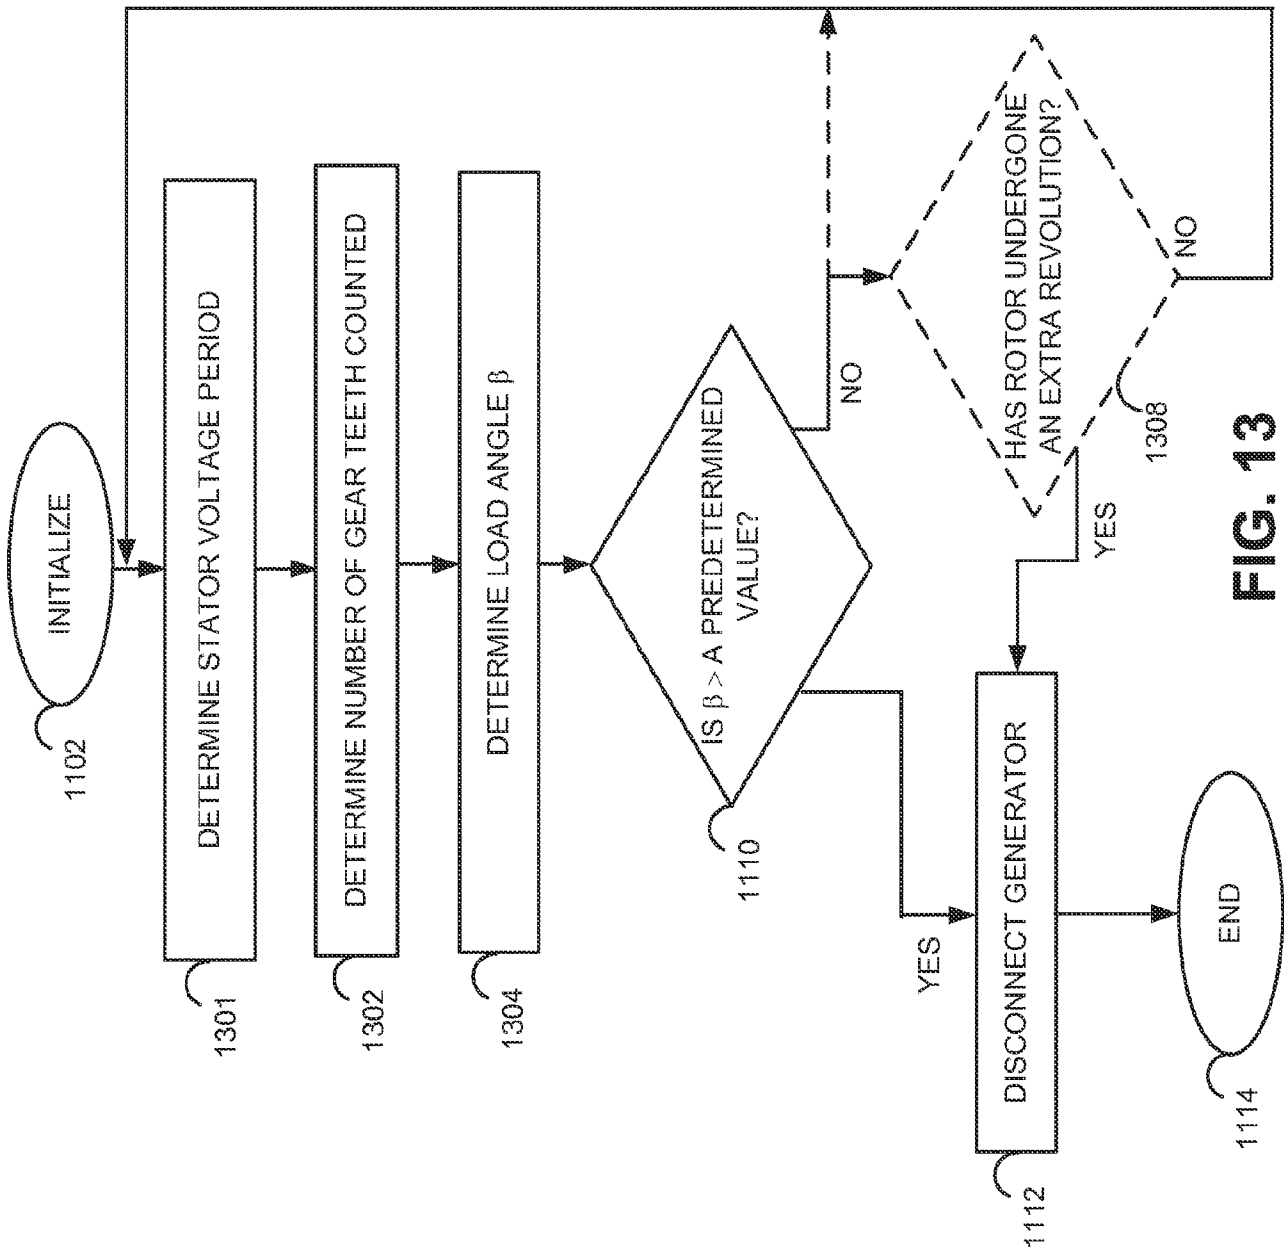 INITIALIZE
1102
DETERMINE STATOR VOLTAGE PERIOD
1301
DETERMINE NUMBER OF GEAR TEETH COUNTED
1302
DETERMINE LOAD ANGLE β
1304
IS β > A PREDETERMINED
VALUE?
1110
NO
YES
HAS ROTOR UNDERGONE
AN EXTRA REVOLUTION?
1308
NO
YES
DISCONNECT GENERATOR
1112
END
1114
FIG. 13